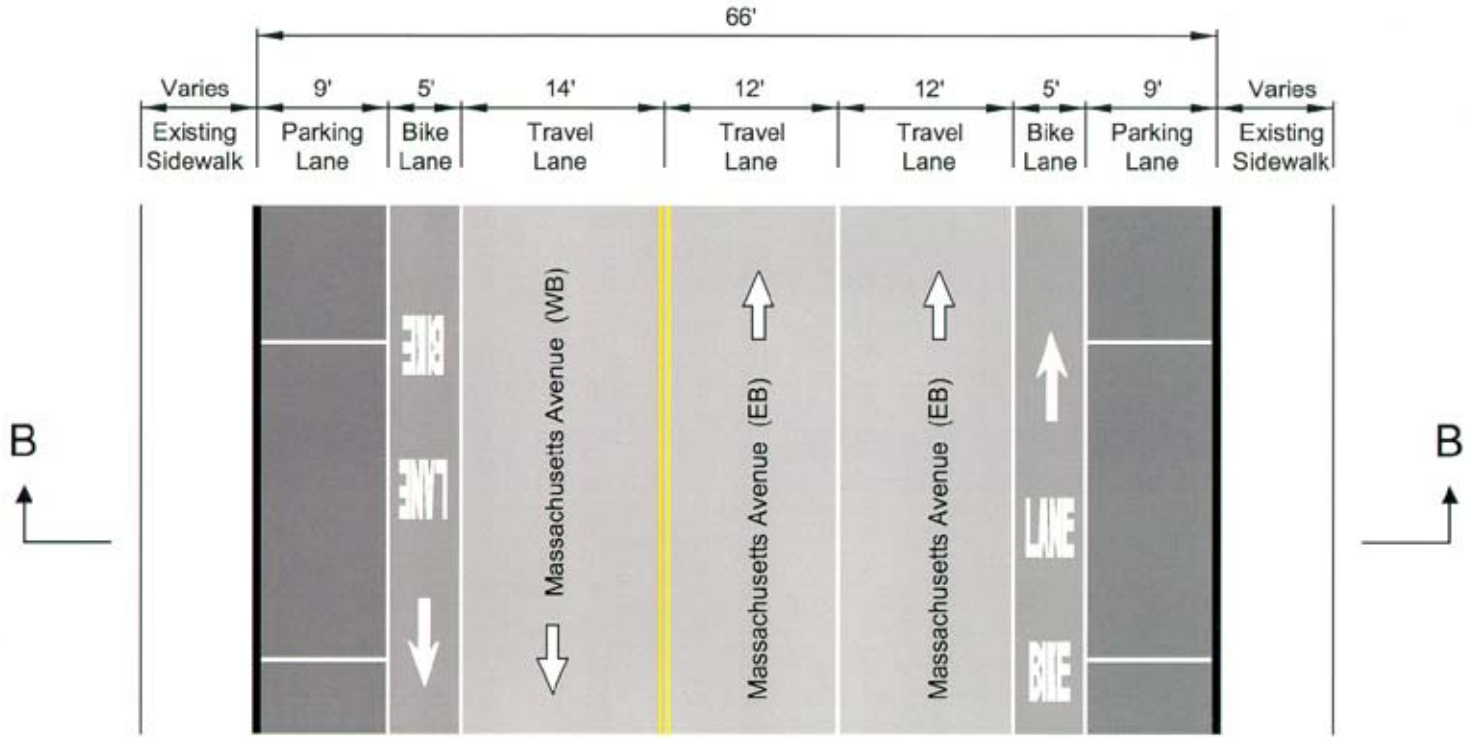 66'
Varies 9' 5' 14' 12' 12' 5' 9' Varies
Existing Parking Bike Travel Travel Travel Bike Parking Existing
Sidewalk Lane Lane Lane Lane Lane Lane Lane Sidewalk
BIKE
LANE
Massachusetts Avenue (WB)
Massachusetts Avenue (EB)
Massachusetts Avenue (EB)
LANE
BIKE
B
B